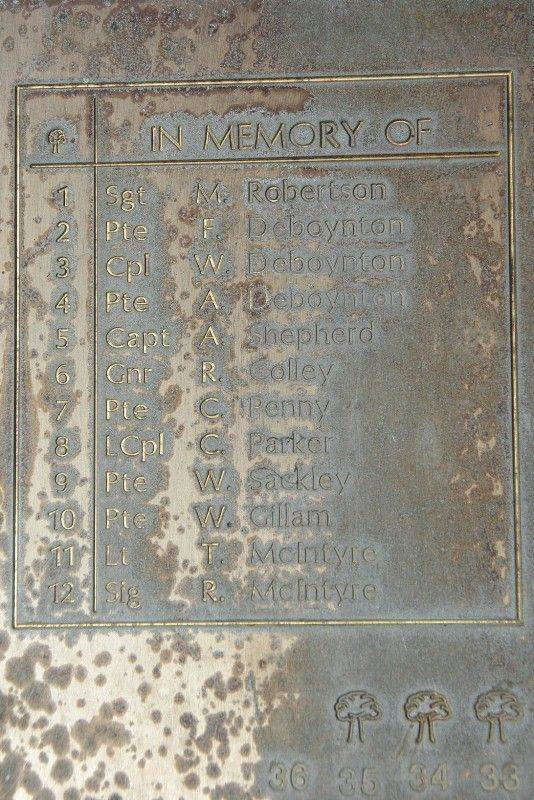 IN MEMORY OF
1 Sgt M. Robertson
2 Pte F. Deboynton
3 Cpl W. Deboynton
4 Pte A. Deboynton
5 Capt A. Shepherd
6 Gnr R. Colley
7 Pte C. Penny
8 LCpl C. Parker
9 Pte W. Sackley
10 Pte W. Gillam
11 Lt T. McIntyre
12 Sig R. McIntyre
36 35 34 33